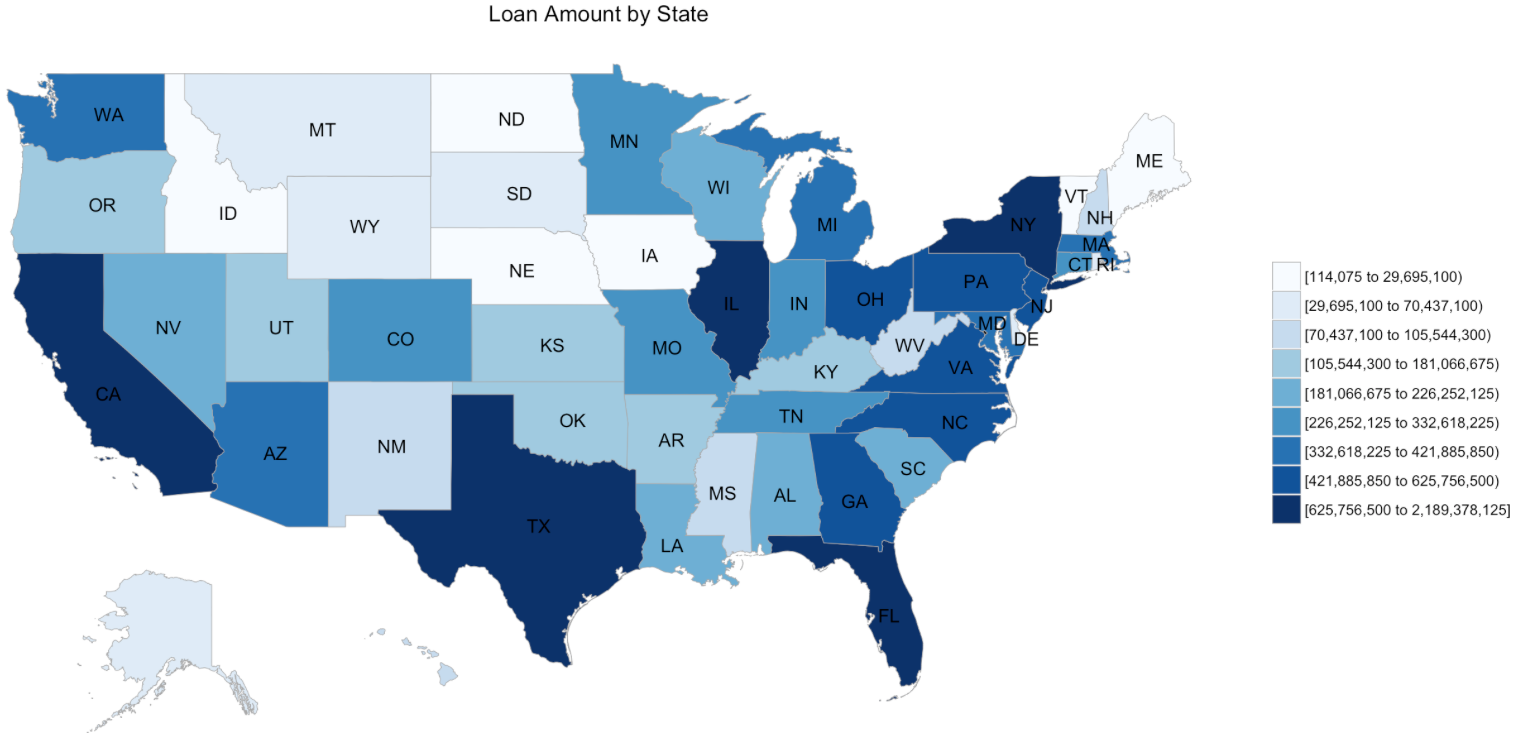 Loan Amount by State
WA
MT
ND
MN
ME
OR
ID
WY
SD
WI
MI
VT
NH
NY
MA
CT
RI
NE
IA
PA
NJ
NV
UT
CO
KS
MO
IL
IN
OH
MD
DE
WV
VA
KY
CA
AZ
NM
OK
AR
TN
NC
SC
MS
AL
GA
TX
LA
FL
[114,075 to 29,695,100)
[29,695,100 to 70,437,100)
[70,437,100 to 105,544,300)
[105,544,300 to 181,066,675)
[181,066,675 to 226,252,125)
[226,252,125 to 332,618,225)
[332,618,225 to 421,885,850)
[421,885,850 to 625,756,500)
[625,756,500 to 2,189,378,125]